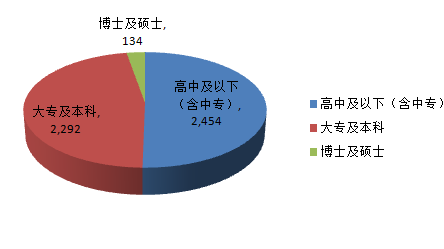 博士及硕士,
134
高中及以下
（含中专）,
2,454
大专及本科,
2,292
高中及以下（含中专）
大专及本科
博士及硕士